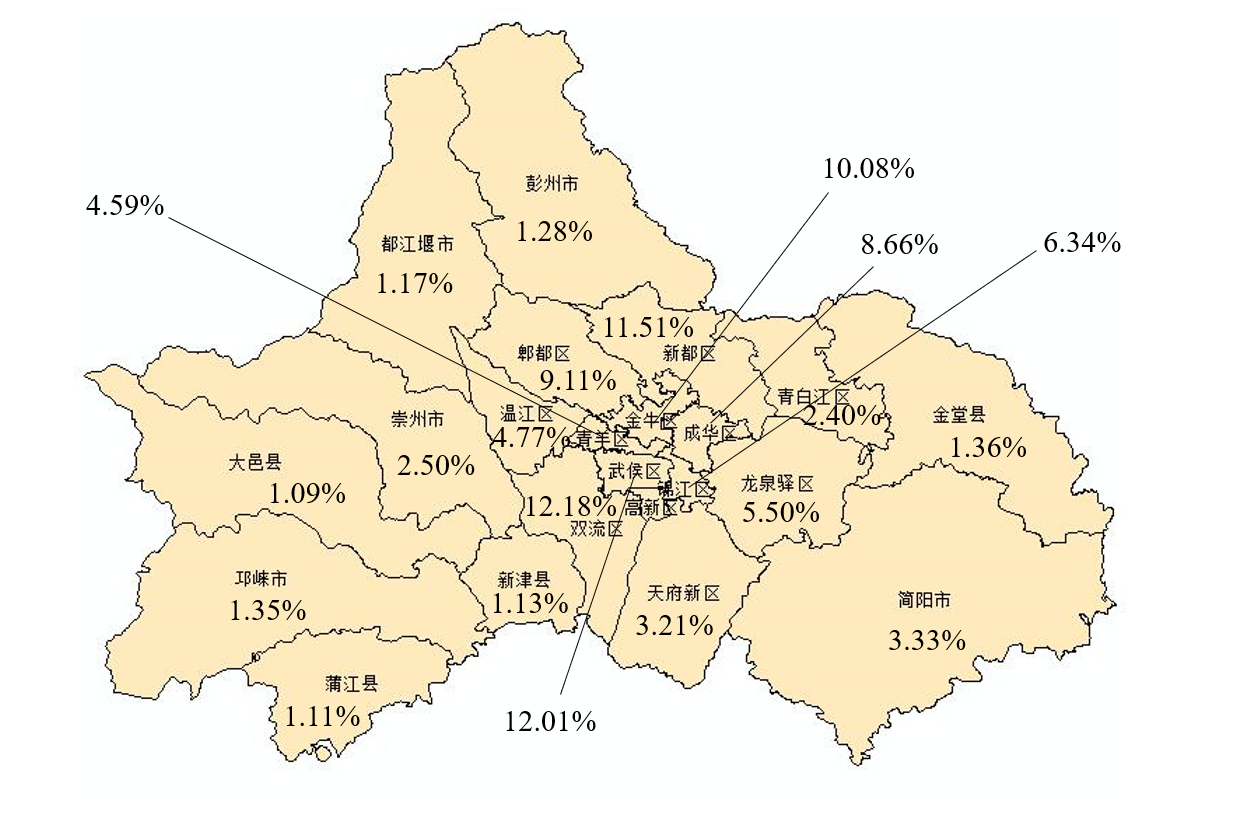 10.08%
4.59%
彭州市
1.28%
8.66%
6.34%
都江堰市
1.17%
11.51%
新都区
郫都区
9.11%
青白江区
2.40%
崇州市
2.50%
温江区
4.77%
青羊区
金牛区
成华区
金堂县
1.36%
大邑县
1.09%
武侯区
锦江区
高新区
12.18%
双流区
龙泉驿区
5.50%
邛崃市
1.35%
新津县
1.13%
天府新区
3.21%
简阳市
3.33%
蒲江县
1.11%
12.01%